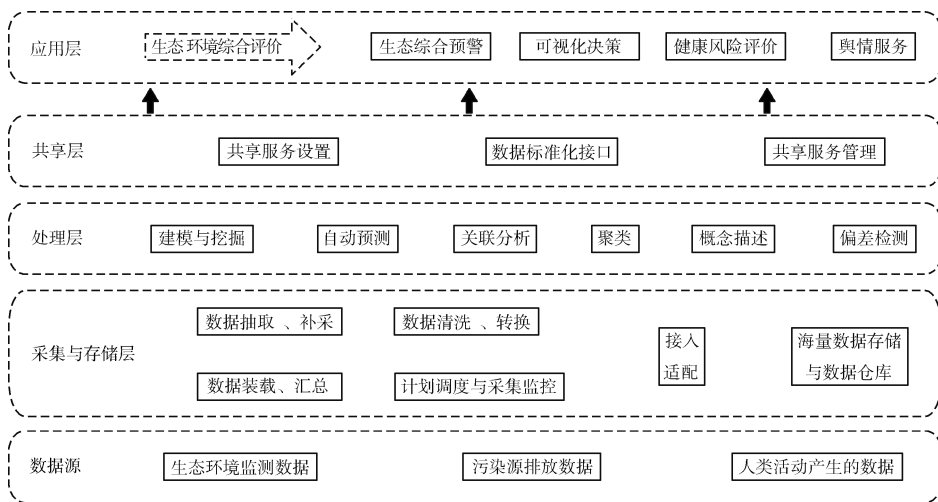 应用层
生态环境综合评价
生态综合预警
可视化决策
健康风险评价
舆情服务
共享层
共享服务设置
数据标准化接口
共享服务管理
处理层
建模与挖掘
自动预测
关联分析
聚类
概念描述
偏差检测
采集与存储层
数据抽取 、补采
数据清洗 、转换
数据装载、汇总
计划调度与采集监控
接入
适配
海量数据存储
与数据仓库
数据源
生态环境监测数据
污染源排放数据
人类活动产生的数据